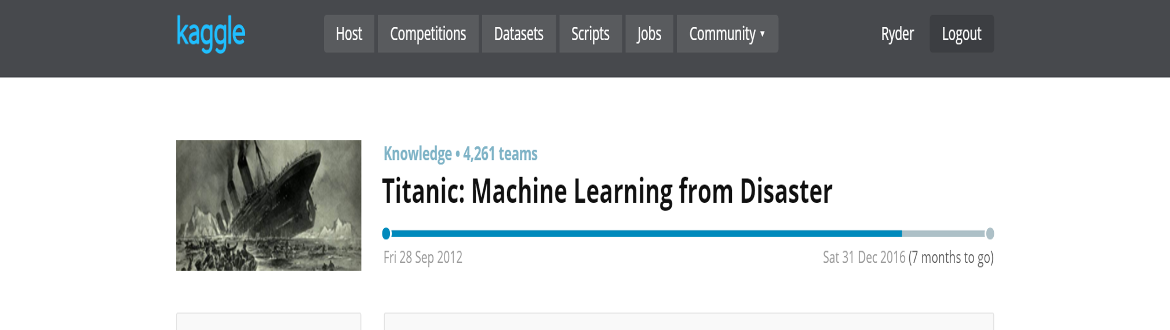 kaggle
Host Competitions Datasets Scripts Jobs Community ▾ Ryder Logout
Knowledge • 4,261 teams
Titanic: Machine Learning from Disaster
Fri 28 Sep 2012 Sat 31 Dec 2016 (7 months to go)